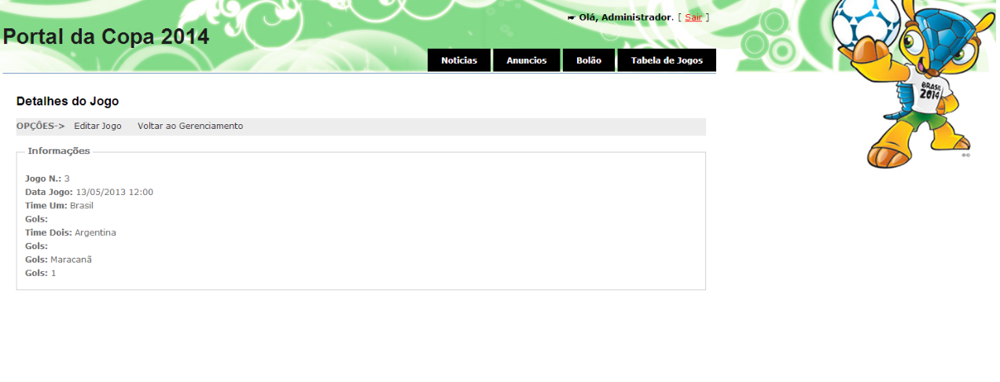 Olá, Administrador. [ Sair ]
Portal da Copa 2014
Noticias Anuncios Bolão Tabela de Jogos
BRASIL
2014
Detalhes do Jogo
OPÇÕES-> Editar Jogo Voltar ao Gerenciamento
Informações
Jogo N.: 3
Data Jogo: 13/05/2013 12:00
Time Um: Brasil
Gols:
Time Dois: Argentina
Gols:
Gols: Maracanã
Gols: 1